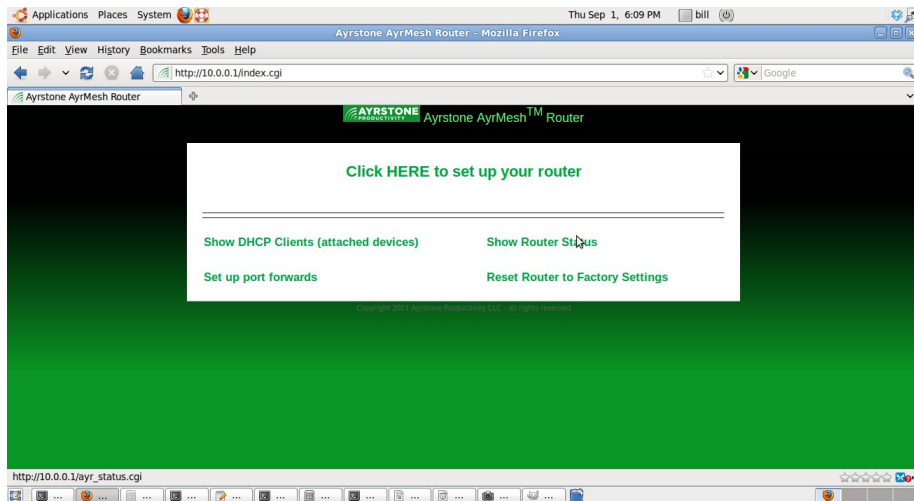 Applications Places System Thu Sep 1, 6:09 PM bill
Ayrstone AyrMesh Router - Mozilla Firefox
File Edit View History Bookmarks Tools Help
http://10.0.0.1/index.cgi Google
Ayrstone AyrMesh Router
AYRSTONE PRODUCTIVITY Ayrstone AyrMesh™ Router
Click HERE to set up your router
Show DHCP Clients (attached devices) Show Router Status
Set up port forwards Reset Router to Factory Settings
Copyright 2011 Ayrstone Productivity LLC - all rights reserved
http://10.0.0.1/ayr_status.cgi
... ... ... ... ... ... ... ... ... ... ... ...